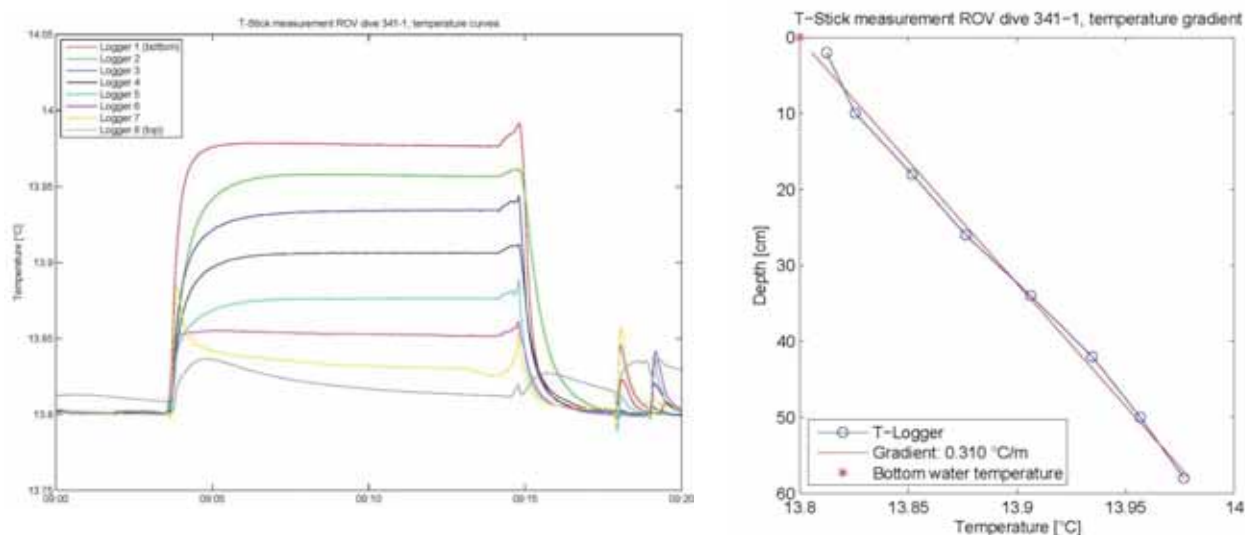 T-Stick measurement ROV dive 341-1, temperature curves
14.05
14
13.95
13.9
13.85
13.8
13.75
Temperature [°C]
Logger 1 (bottom)
Logger 2
Logger 3
Logger 4
Logger 5
Logger 6
Logger 7
Logger 8 (top)
09:00
09:05
09:10
09:15
09:20
T-Stick measurement ROV dive 341-1, temperature gradient
0
10
20
30
40
50
60
Depth [cm]
T-Logger
Gradient: 0.310 °C/m
Bottom water temperature
13.8
13.85
13.9
13.95
14
Temperature [°C]